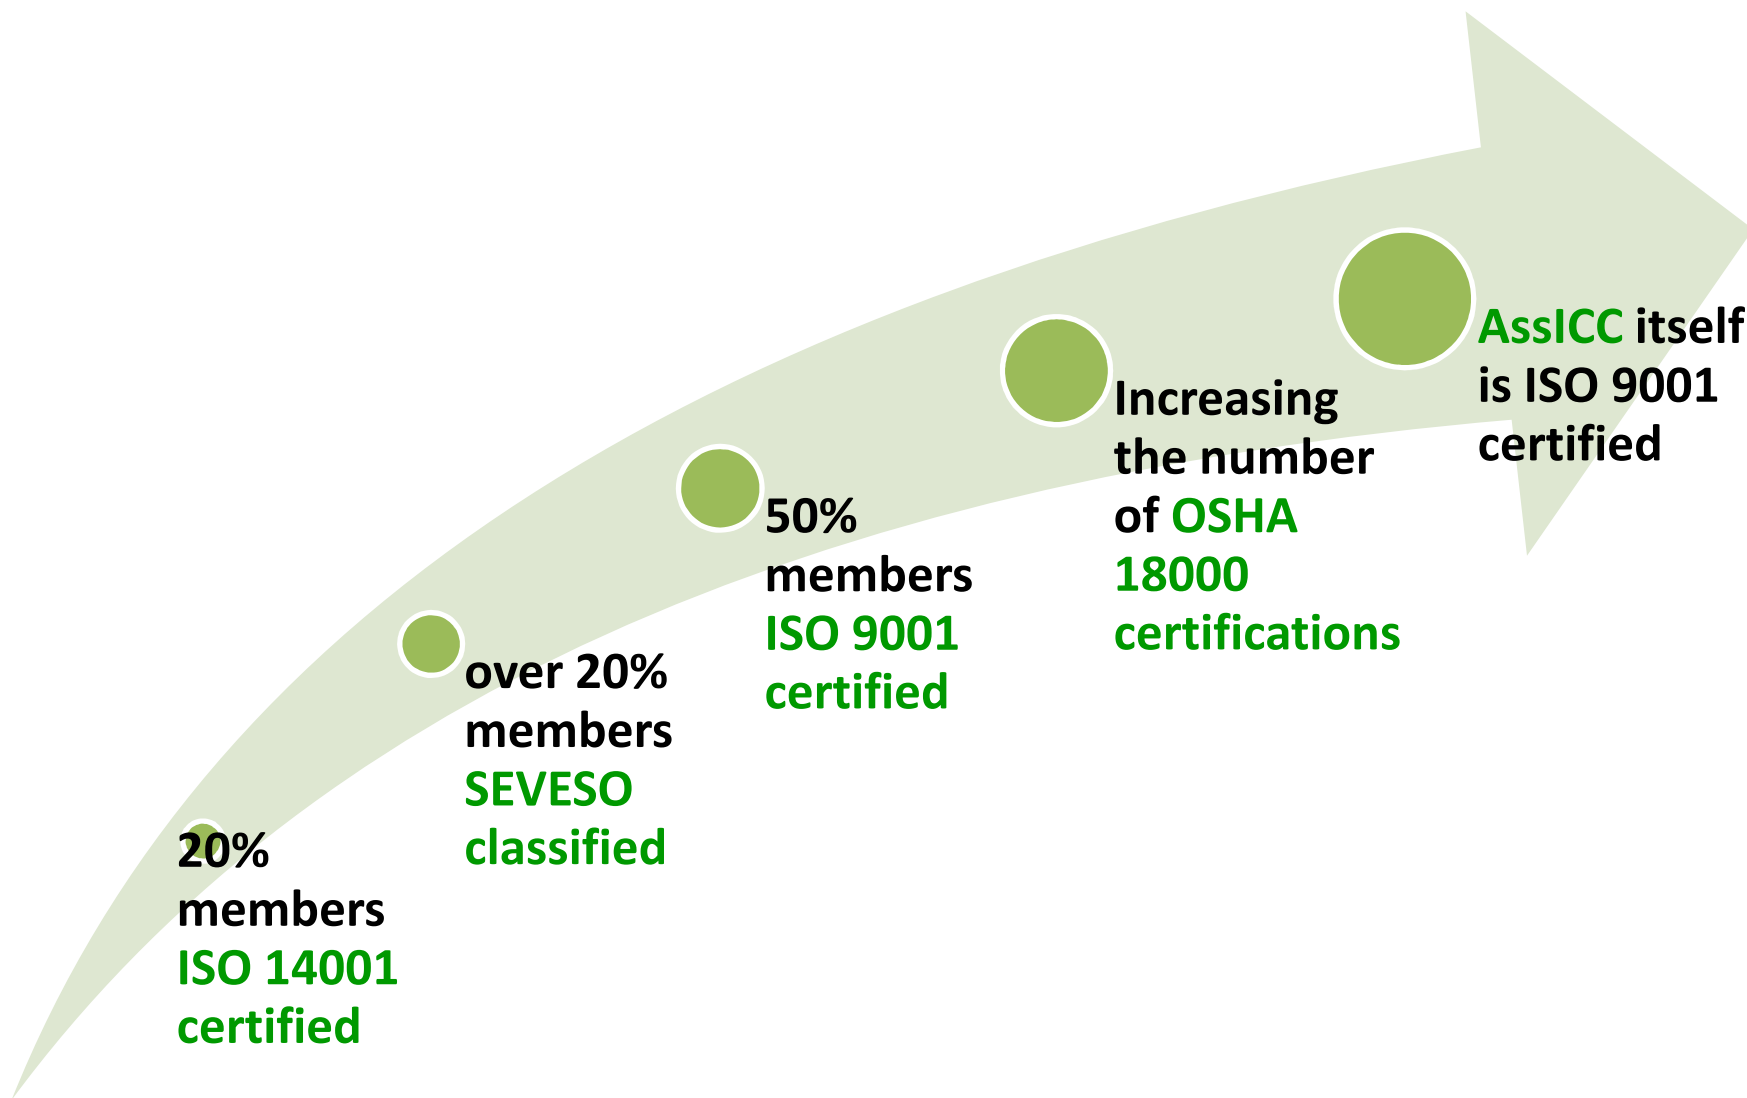 20%
members
ISO 14001
certified
over 20%
members
SEVESO
classified
50%
members
ISO 9001
certified
Increasing
the number
of OSHA
18000
certifications
AssICC itself
is ISO 9001
certified